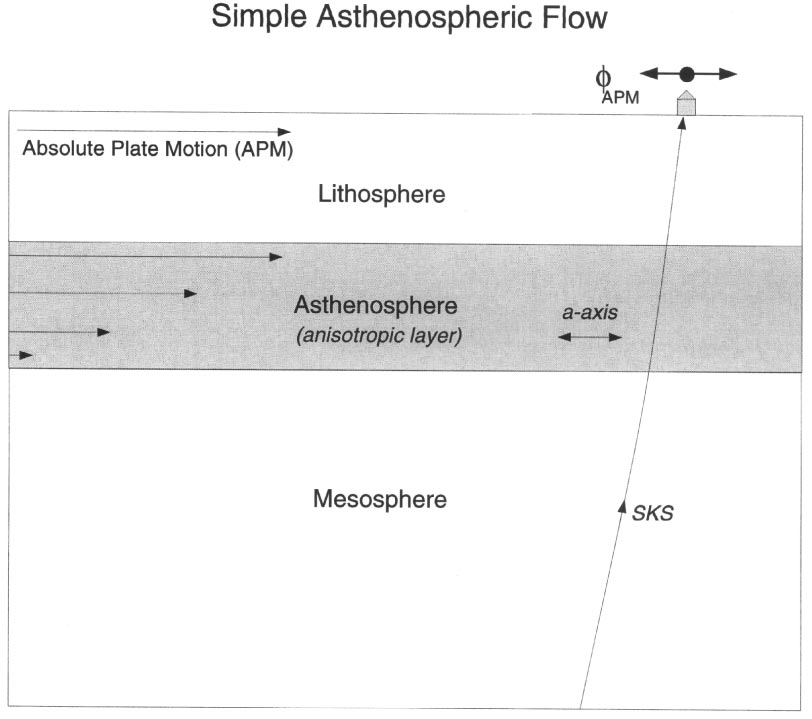 Simple Asthenospheric Flow
ϕ
APM
Absolute Plate Motion (APM)
Lithosphere
Asthenosphere
(anisotropic layer)
a-axis
Mesosphere
SKS